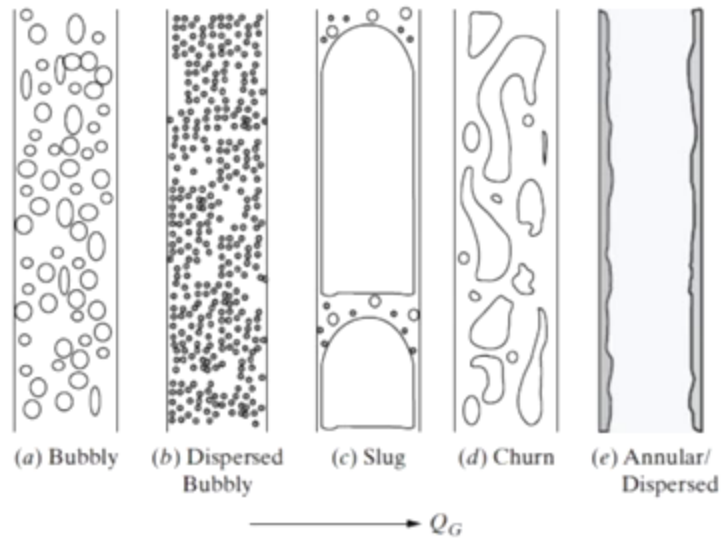 (a) Bubbly
(b) Dispersed
Bubbly
(c) Slug
(d) Churn
(e) Annular/
Dispersed
Q_G